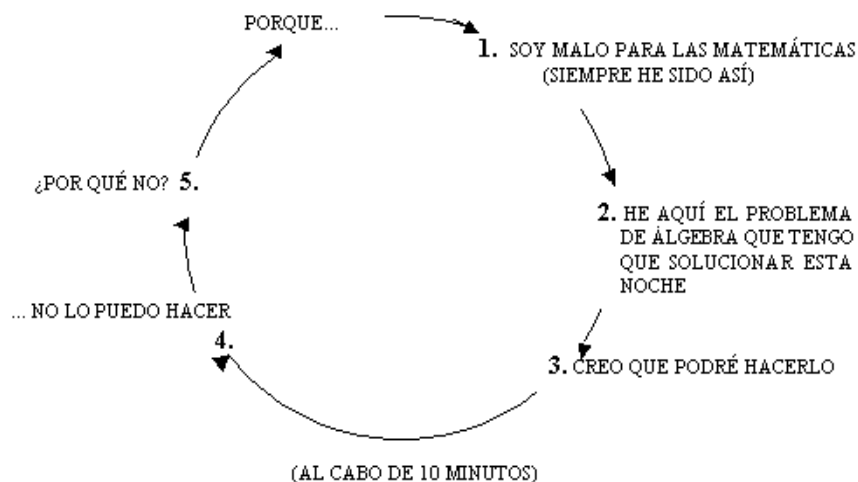 PORQUE...
1. SOY MALO PARA LAS MATEMÁTICAS
(SIEMPRE HE SIDO ASÍ)
2. HE AQUÍ EL PROBLEMA
DE ÁLGEBRA QUE TENGO
QUE SOLUCIONAR ESTA
NOCHE
3. CREO QUE PODRÉ HACERLO
(AL CABO DE 10 MINUTOS)
... NO LO PUEDO HACER
4.
¿POR QUÉ NO? 5.